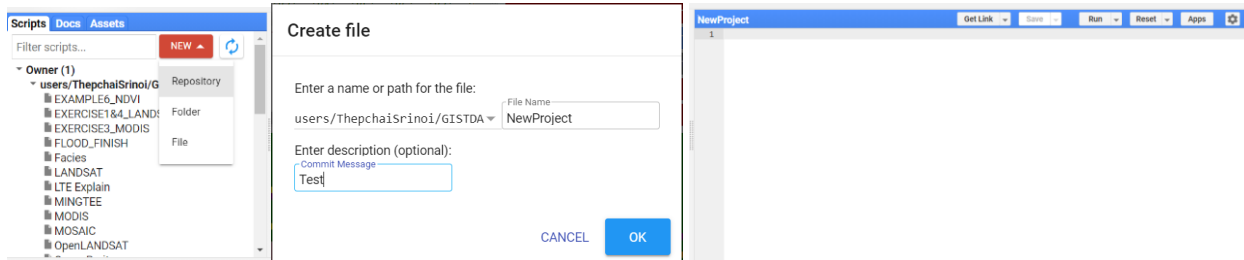 Scripts Docs Assets
Filter scripts...
NEW
Owner (1)
users/ThepchaiSrinoi/G
EXAMPLE6_NDVI
EXERCISE1&4_LANDS
EXERCISE3_MODIS
FLOOD_FINISH
Facies
LANDSAT
LTE Explain
MINGTEE
MODIS
MOSAIC
OpenLANDSAT
Repository
Folder
File
Create file
Enter a name or path for the file:
File Name
users/ThepchaiSrinoi/GISTDA NewProject
Enter description (optional):
Commit Message
Test
CANCEL OK
NewProject Get Link Save Run Reset Apps
1